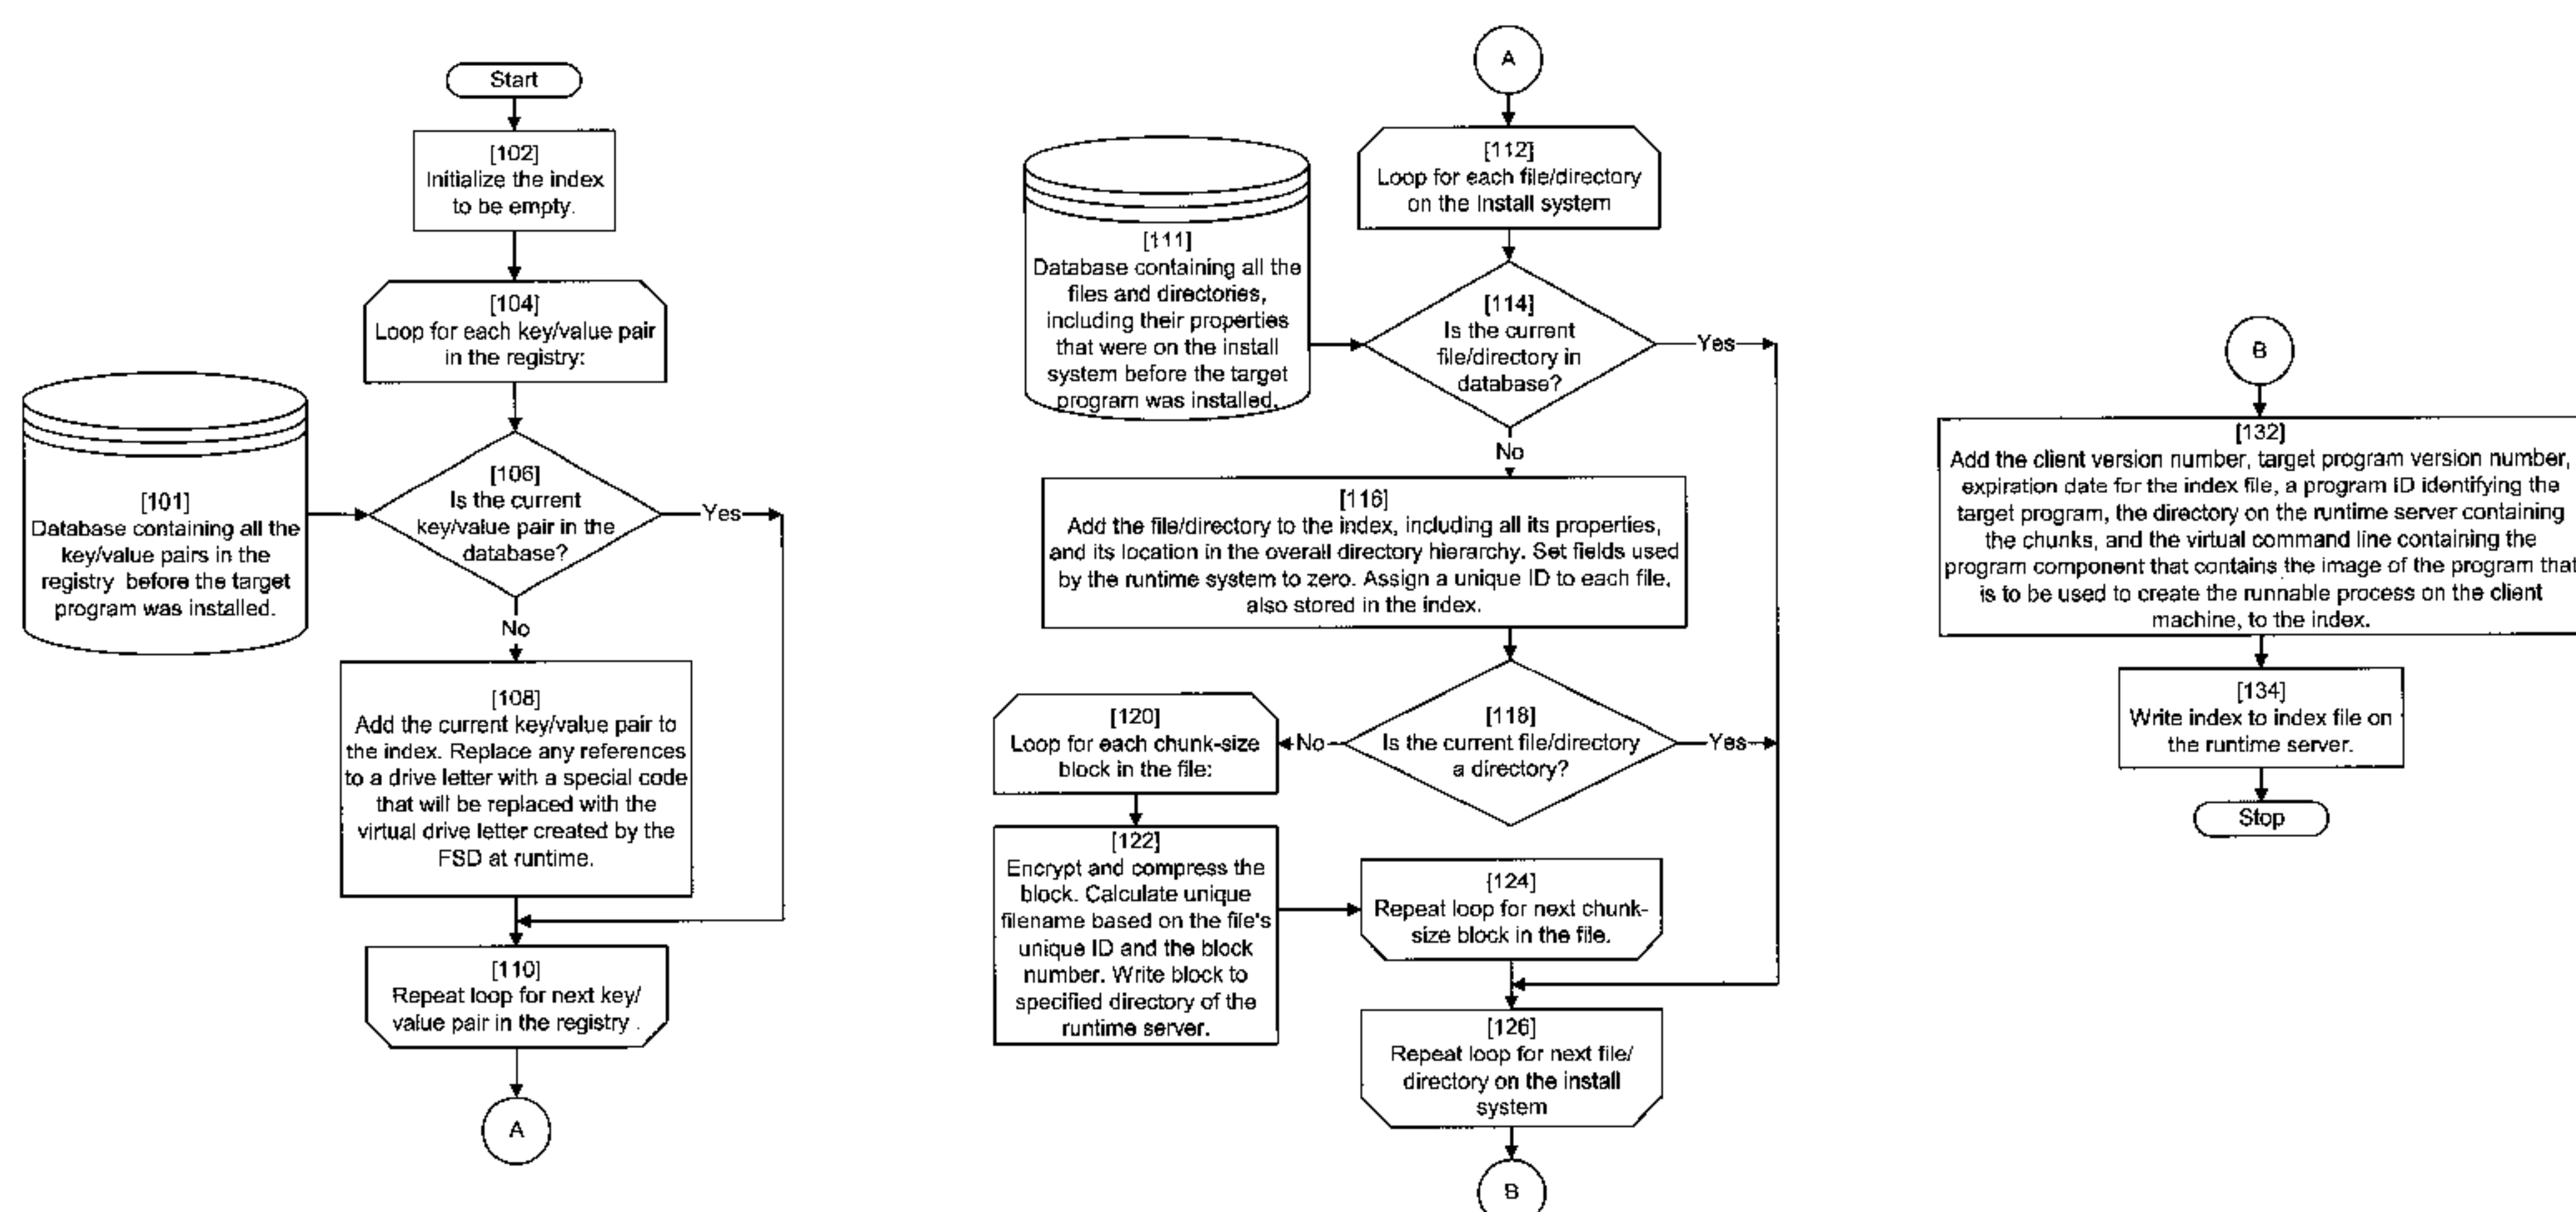 Start
[102]
Initialize the index
to be empty.
[104]
Loop for each key/value pair
in the registry:
[101]
Database containing all the
key/value pairs in the
registry before the target
program was installed.
[106]
Is the current
key/value pair in the
database?
Yes
No
[108]
Add the current key/value pair to
the index. Replace any references
to a drive letter with a special code
that will be replaced with the
virtual drive letter created by the
FSD at runtime.
[110]
Repeat loop for next key/
value pair in the registry .
A
A
[112]
Loop for each file/directory
on the Install system
[111]
Database containing all the
files and directories,
including their properties
that were on the install
system before the target
program was installed.
[114]
Is the current
file/directory in
database?
Yes
No
[116]
Add the file/directory to the index, including all its properties,
and its location in the overall directory hierarchy. Set fields used
by the runtime system to zero. Assign a unique ID to each file,
also stored in the index.
[118]
Is the current file/directory
a directory?
No
Yes
[120]
Loop for each chunk-size
block in the file:
[122]
Encrypt and compress the
block. Calculate unique
filename based on the file's
unique ID and the block
number. Write block to
specified directory of the
runtime server.
[124]
Repeat loop for next chunk-
size block in the file.
[126]
Repeat loop for next file/
directory on the install
system
B
B
[132]
Add the client version number, target program version number,
expiration date for the index file, a program ID identifying the
target program, the directory on the runtime server containing
the chunks, and the virtual command line containing the
program component that contains the image of the program that
is to be used to create the runnable process on the client
machine, to the index.
[134]
Write index to index file on
the runtime server.
Stop